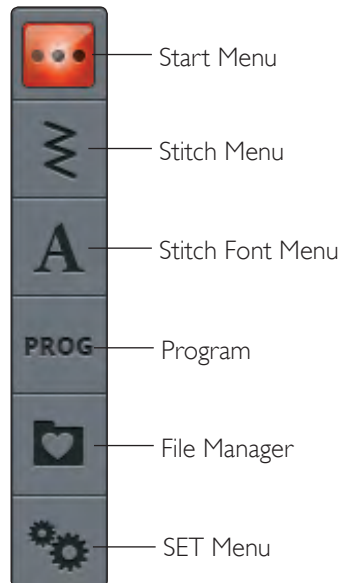 Start Menu
Stitch Menu
A
Stitch Font Menu
PROG
Program
File Manager
SET Menu